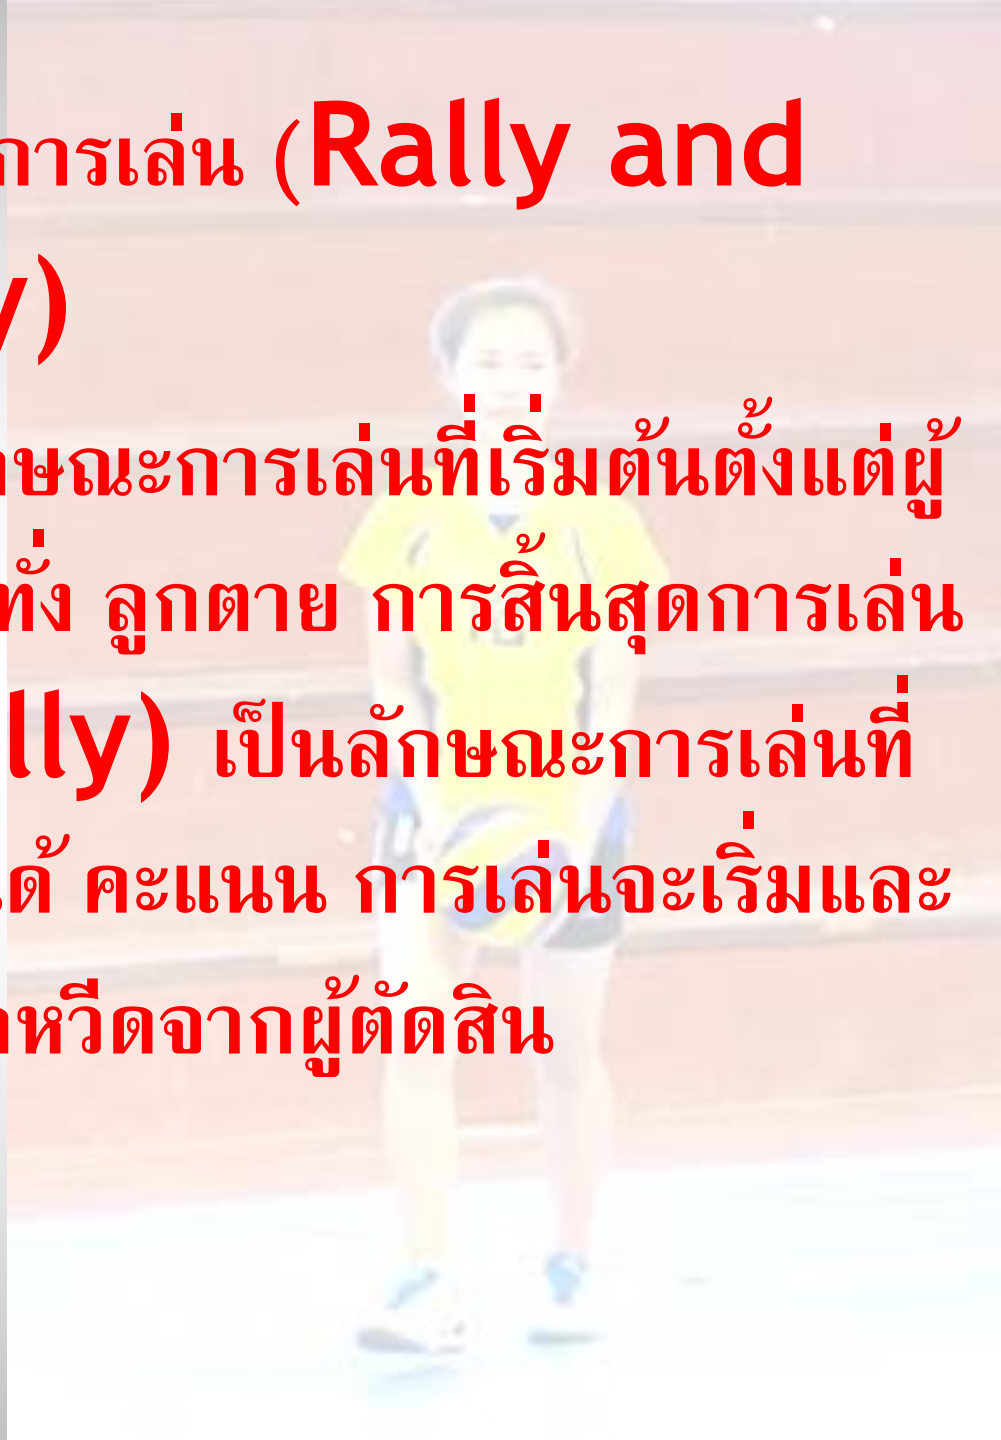 การเล่น (Rally and
y)
ษณะการเล่นที่เริ่มต้นตั้งแต่ผู้
ทั่ง ลูกตาย การสิ้นสุดการเล่น
lly) เป็นลักษณะการเล่นที่
ด้ คะแนน การเล่นจะเริ่มและ
หวีดจากผู้ตัดสิน